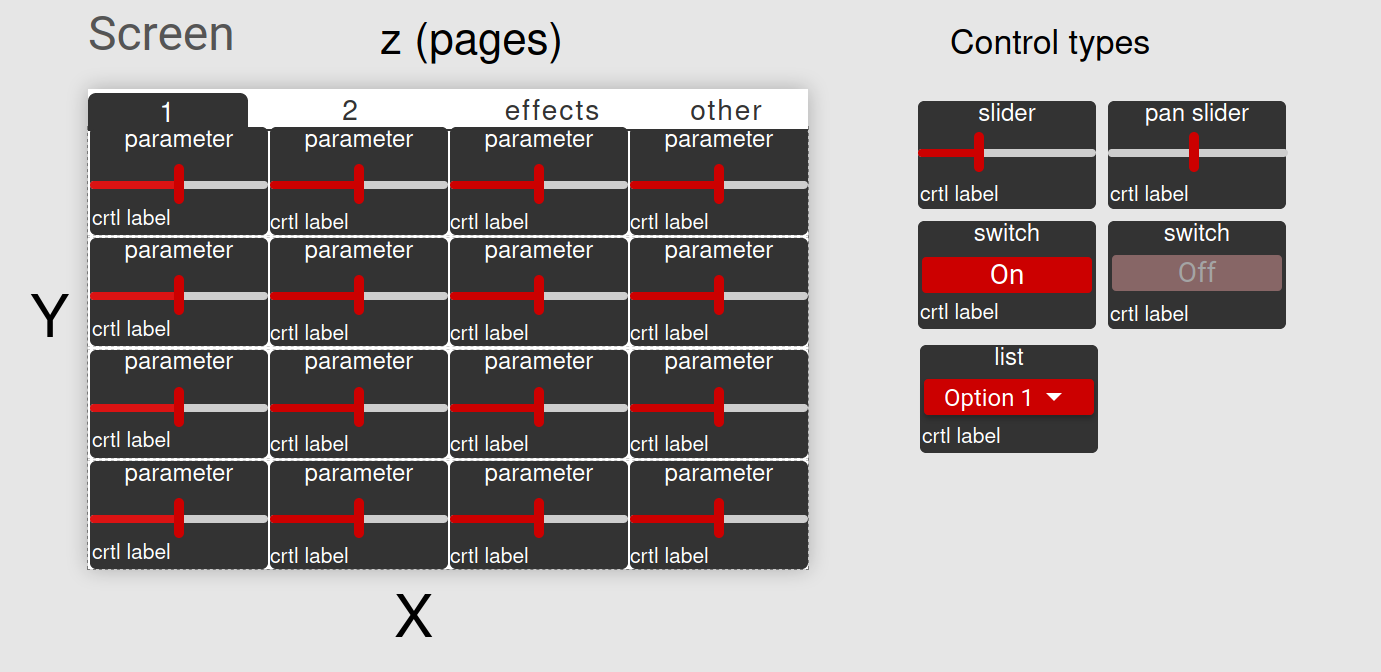 Screen
z (pages)
Control types
1 2 effects other
parameter parameter parameter parameter
crtl label crtl label crtl label crtl label
parameter parameter parameter parameter
crtl label crtl label crtl label crtl label
parameter parameter parameter parameter
crtl label crtl label crtl label crtl label
parameter parameter parameter parameter
crtl label crtl label crtl label crtl label
Y
X
slider pan slider
crtl label crtl label
switch switch
On Off
crtl label crtl label
list
Option 1
crtl label